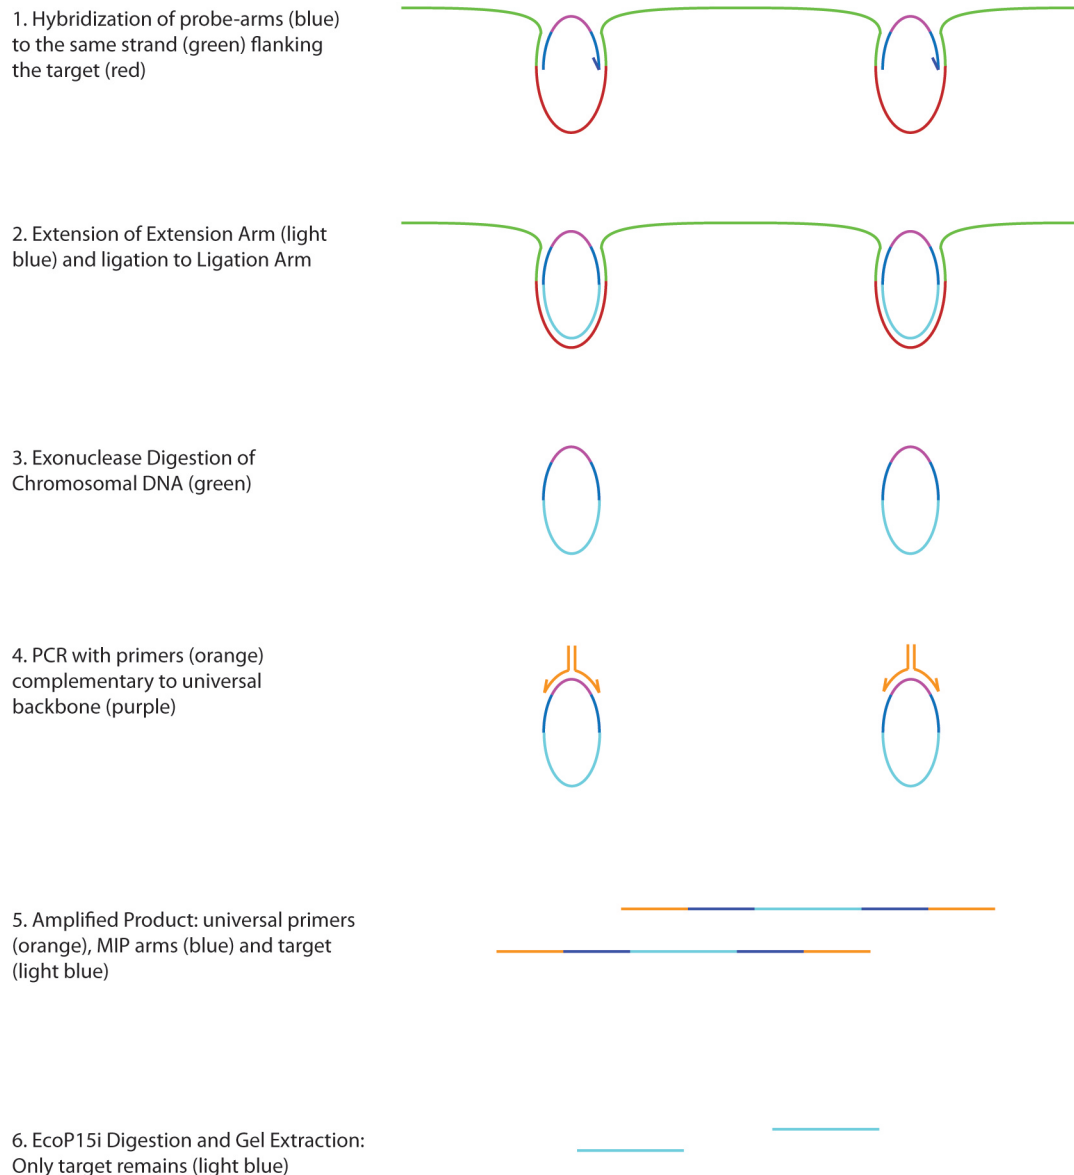 1. Hybridization of probe-arms (blue)
to the same strand (green) flanking
the target (red)
2. Extension of Extension Arm (light
blue) and ligation to Ligation Arm
3. Exonuclease Digestion of
Chromosomal DNA (green)
4. PCR with primers (orange)
complementary to universal
backbone (purple)
5. Amplified Product: universal primers
(orange), MIP arms (blue) and target
(light blue)
6. EcoP15i Digestion and Gel Extraction:
Only target remains (light blue)